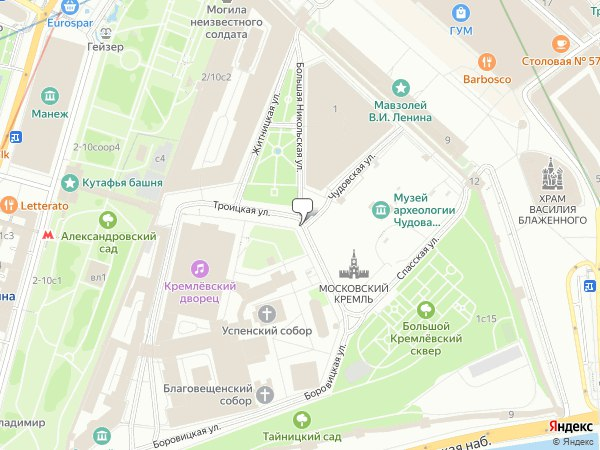 Могила
неизвестного
солдата
Eurospar
Гейзер
ГУМ
Столовая № 57
Barbosco
2/10с2
Манеж
Мавзолей
В.И. Ленина
1
9
2-10соор4
с4
Житницкая ул.
Большая Никольская ул.
Чудовская ул.
Кутафья башня
12
Letterato
Троицкая ул.
Музей
археологии
Чудова...
ХРАМ
ВАСИЛИЯ
БЛАЖЕННОГО
Александровский
сад
с1
2-10с1
вл1
Спасская ул.
Кремлёвский
дворец
МОСКОВСКИЙ
КРЕМЛЬ
Успенский собор
Большой
Кремлёвский
сквер
1с15
Благовещенский
собор
Боровицкая ул.
Боровицкая ул.
Тайницкий сад
9
Яндекс
© Яндекс